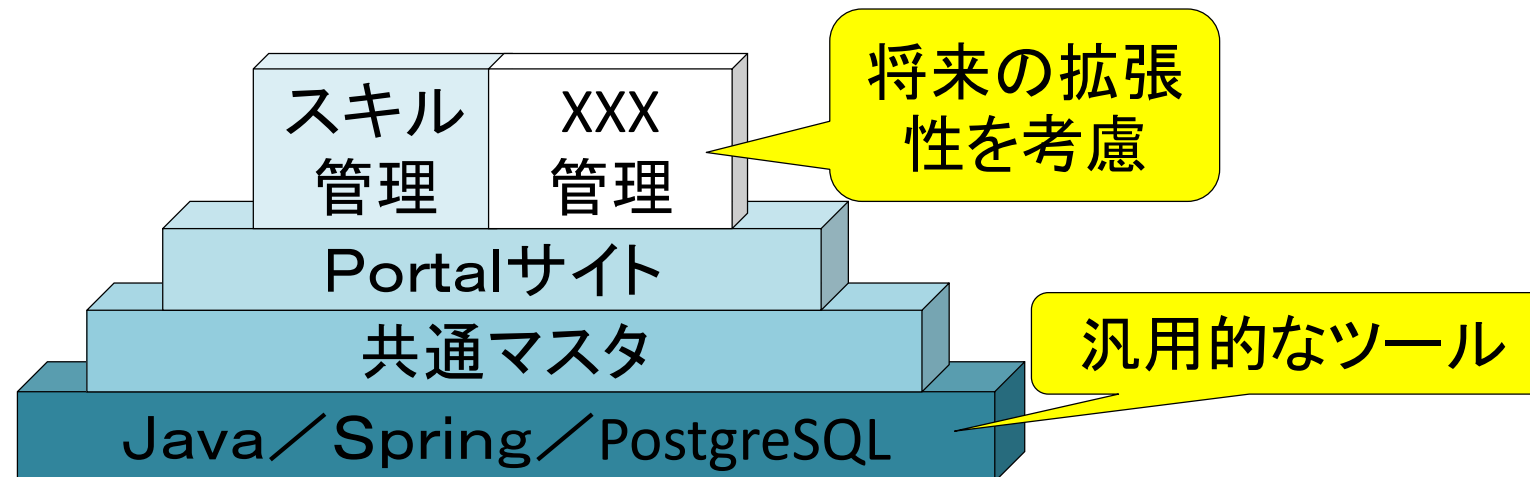 スキル
管理
XXX
管理
将来の拡張
性を考慮
Portalサイト
共通マスタ
汎用的なツール
Java／Spring／PostgreSQL